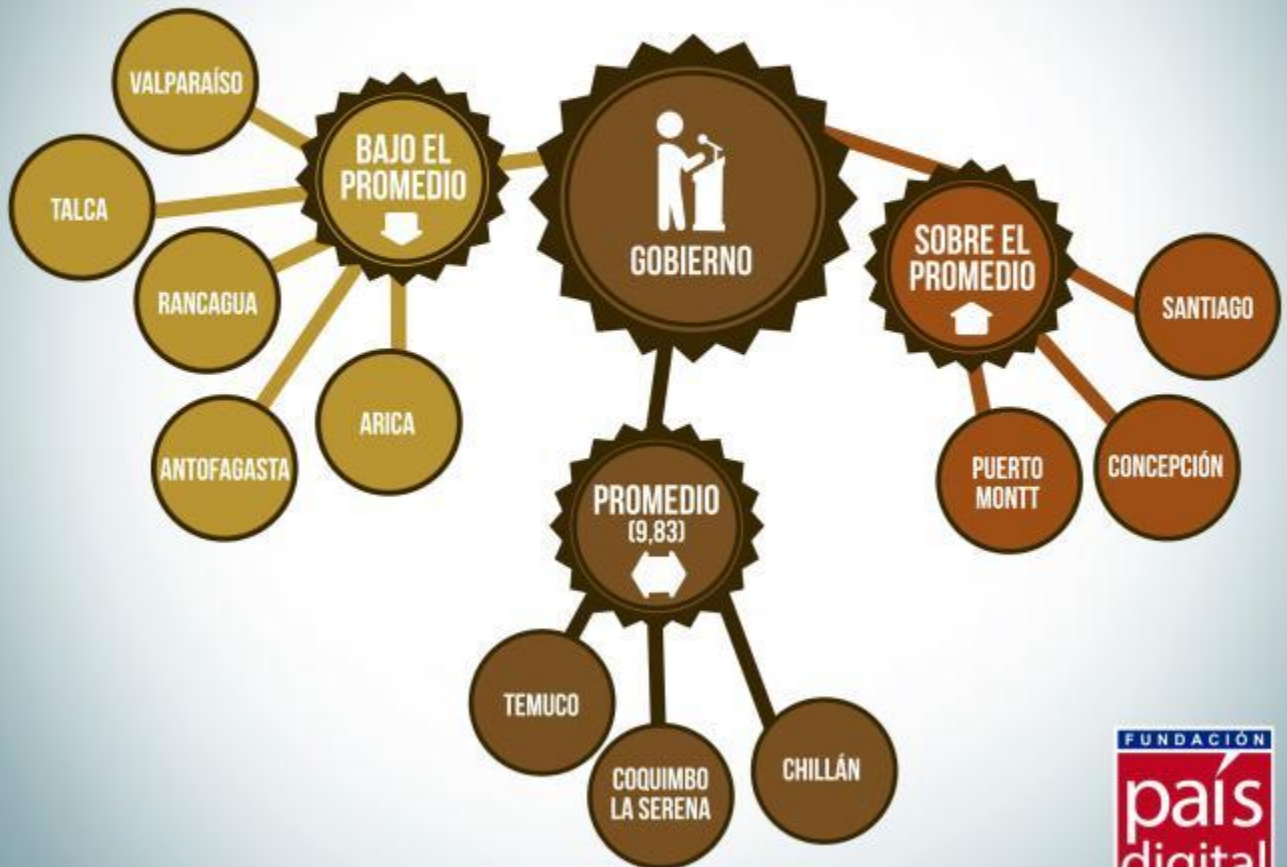 VALPARAÍSO
TALCA
RANCAGUA
ANTOFAGASTA
ARICA
BAJO EL
PROMEDIO
GOBIERNO
SOBRE EL
PROMEDIO
SANTIAGO
CONCEPCIÓN
PUERTO
MONTT
PROMEDIO
(9,83)
TEMUCO
COQUIMBO
LA SERENA
CHILLÁN
FUNDACIÓN
país
digital